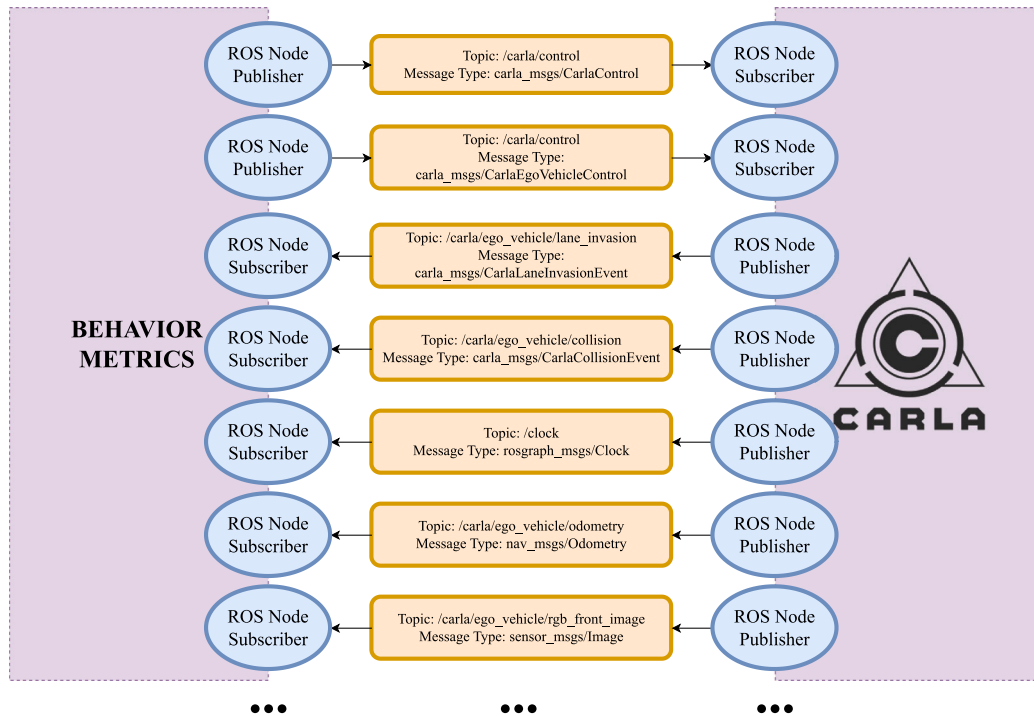 ROS Node
Publisher
Topic: /carla/control
Message Type: carla_msgs/CarlaControl
ROS Node
Subscriber
ROS Node
Publisher
Topic: /carla/control
Message Type:
carla_msgs/CarlaEgoVehicleControl
ROS Node
Subscriber
ROS Node
Subscriber
Topic: /carla/ego_vehicle/lane_invasion
Message Type:
carla_msgs/CarlaLaneInvasionEvent
ROS Node
Publisher
BEHAVIOR
METRICS
ROS Node
Subscriber
Topic: /carla/ego_vehicle/collision
Message Type: carla_msgs/CarlaCollisionEvent
ROS Node
Publisher
C
CARLA
ROS Node
Subscriber
Topic: /clock
Message Type: rosgraph_msgs/Clock
ROS Node
Publisher
ROS Node
Subscriber
Topic: /carla/ego_vehicle/odometry
Message Type: nav_msgs/Odometry
ROS Node
Publisher
ROS Node
Subscriber
Topic: /carla/ego_vehicle/rgb_front_image
Message Type: sensor_msgs/Image
ROS Node
Publisher
••• ••• •••